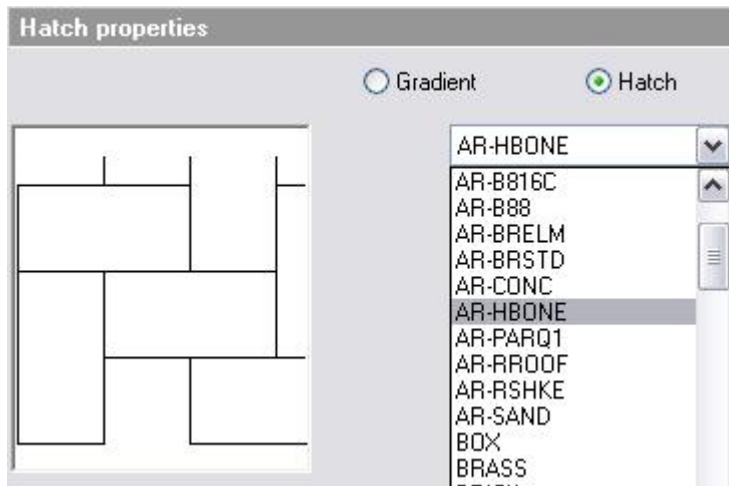 Hatch properties
Gradient
Hatch
AR-HBONE
AR-B816C
AR-B88
AR-BRELM
AR-BRSTD
AR-CONC
AR-HBONE
AR-PARQ1
AR-RROOF
AR-RSHKE
AR-SAND
BOX
BRASS